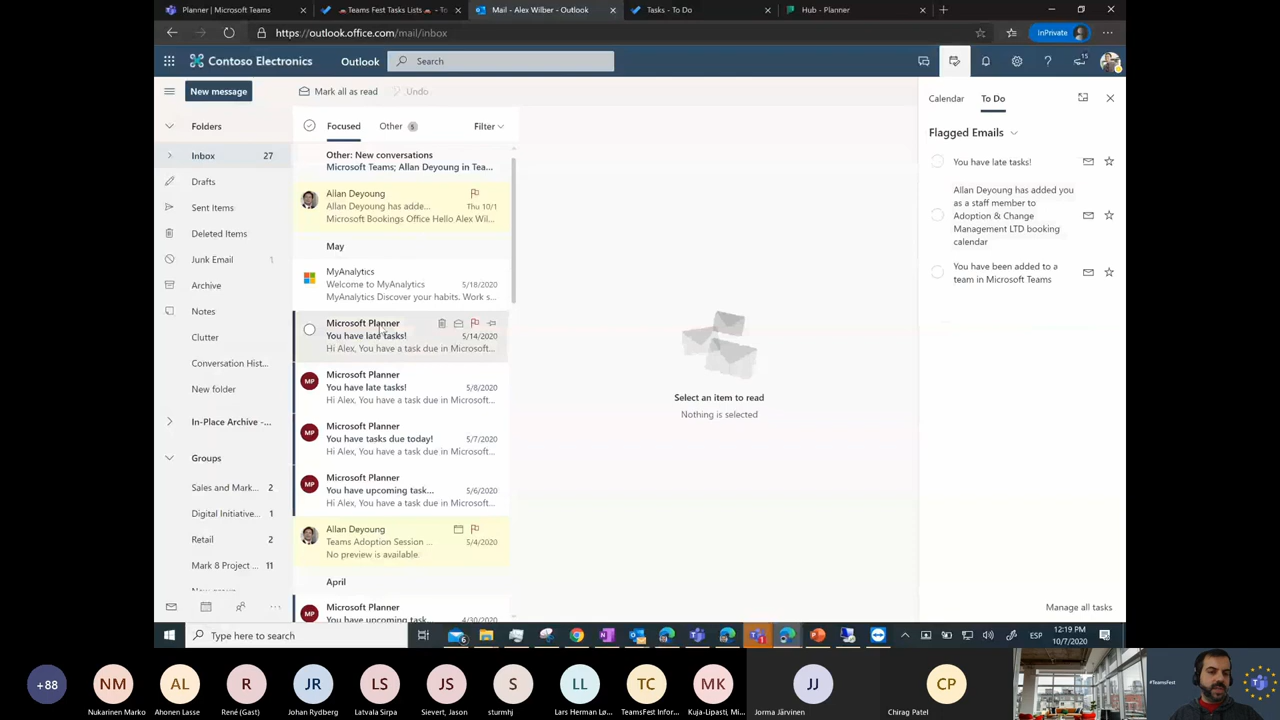 Planner | Microsoft Teams
Teams Fest Tasks Lists
- To
Mail - Alex Wilber - Outlook
Tasks - To Do
Hub - Planner
https://outlook.office.com/mail/inbox
InPrivate
Contoso Electronics
Outlook
Search
15
New message
Mark all as read
Undo
Calendar
To Do
Folders
Focused
Other 5
Filter
Flagged Emails
Inbox 27
Drafts
Sent Items
Deleted Items
Junk Email 1
Archive
Notes
Clutter
Conversation Hist...
New folder
In-Place Archive -...
Groups
Sales and Mark... 2
Digital Initiative...
Retail 2
Mark 8 Project ... 11
New group
Other: New conversations
Microsoft Teams; Allan Deyoung in Tea...
Allan Deyoung
Allan Deyoung has adde... Thu 10/1
Microsoft Bookings Office Hello Alex Wil...
May
MyAnalytics
Welcome to MyAnalytics 5/18/2020
MyAnalytics Discover your habits. Work s...
Microsoft Planner
You have late tasks! 5/14/2020
Hi Alex, You have a task due in Microsoft...
MP
Microsoft Planner
You have late tasks! 5/8/2020
Hi Alex, You have a task due in Microsoft...
MP
Microsoft Planner
You have tasks due today! 5/7/2020
Hi Alex, You have a task due in Microsoft...
MP
Microsoft Planner
You have upcoming task... 5/6/2020
Hi Alex, You have a task due in Microsoft...
Allan Deyoung
Teams Adoption Session ... 5/4/2020
No preview is available.
April
MP
Microsoft Planner
You have upcoming task... 4/30/2020
Select an item to read
Nothing is selected
You have late tasks!
Allan Deyoung has added you
as a staff member to
Adoption & Change
Management LTD booking
calendar
You have been added to a
team in Microsoft Teams
Manage all tasks
Type here to search
6
1
ESP
12:19 PM
10/7/2020
+88
NM
Nukarinen Marko
AL
Ahonen Lasse
R
René (Gast)
JR
Johan Rydberg
LS
Latvala Sirpa
JS
Sievert, Jason
S
sturmhj
LL
Lars Herman Lø...
TC
TeamsFest Infor...
MK
Kuja-Lipasti, Mi...
JJ
Jorma Järvinen
CP
Chirag Patel
#TeamsFest